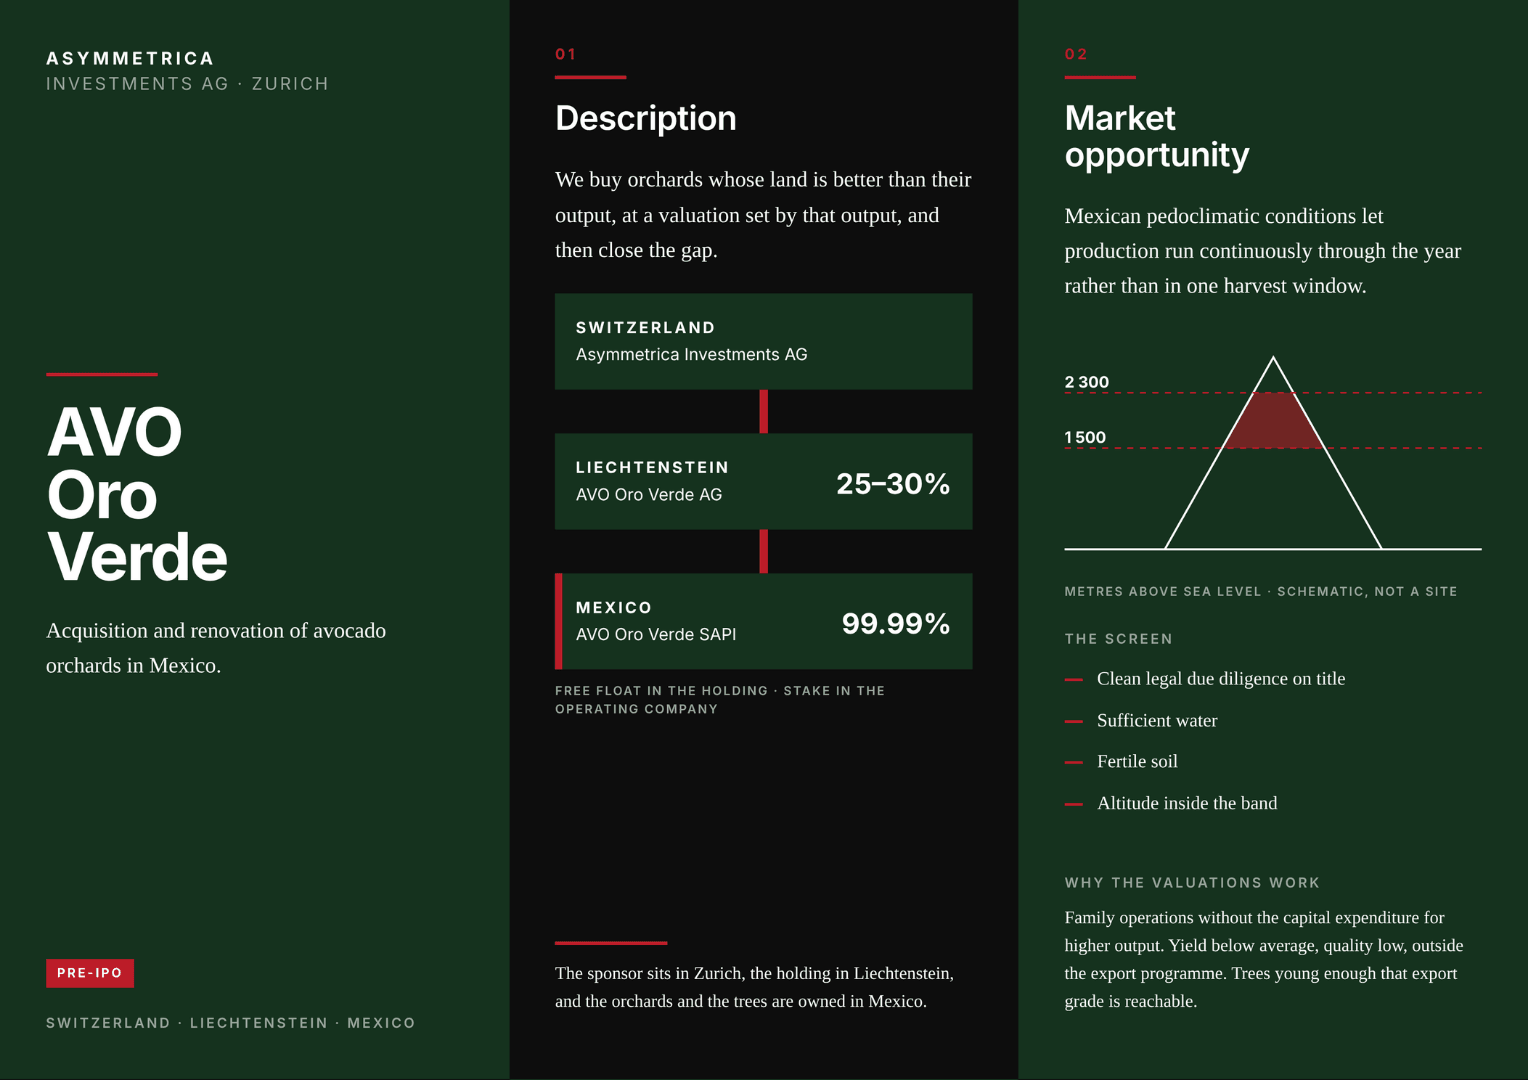 ASYMMETRICA
INVESTMENTS AG · ZURICH
AVO
Oro
Verde
Acquisition and renovation of avocado
orchards in Mexico.
PRE-IPO
SWITZERLAND · LIECHTENSTEIN · MEXICO
01
Description
We buy orchards whose land is better than their
output, at a valuation set by that output, and
then close the gap.
SWITZERLAND
Asymmetrica Investments AG
LIECHTENSTEIN
AVO Oro Verde AG
25–30%
MEXICO
AVO Oro Verde SAPI
99.99%
FREE FLOAT IN THE HOLDING · STAKE IN THE
OPERATING COMPANY
The sponsor sits in Zurich, the holding in Liechtenstein,
and the orchards and the trees are owned in Mexico.
02
Market
opportunity
Mexican pedoclimatic conditions let
production run continuously through the year
rather than in one harvest window.
2 300
1 500
METRES ABOVE SEA LEVEL · SCHEMATIC, NOT A SITE
THE SCREEN
— Clean legal due diligence on title
— Sufficient water
— Fertile soil
— Altitude inside the band
WHY THE VALUATIONS WORK
Family operations without the capital expenditure for
higher output. Yield below average, quality low, outside
the export programme. Trees young enough that export
grade is reachable.